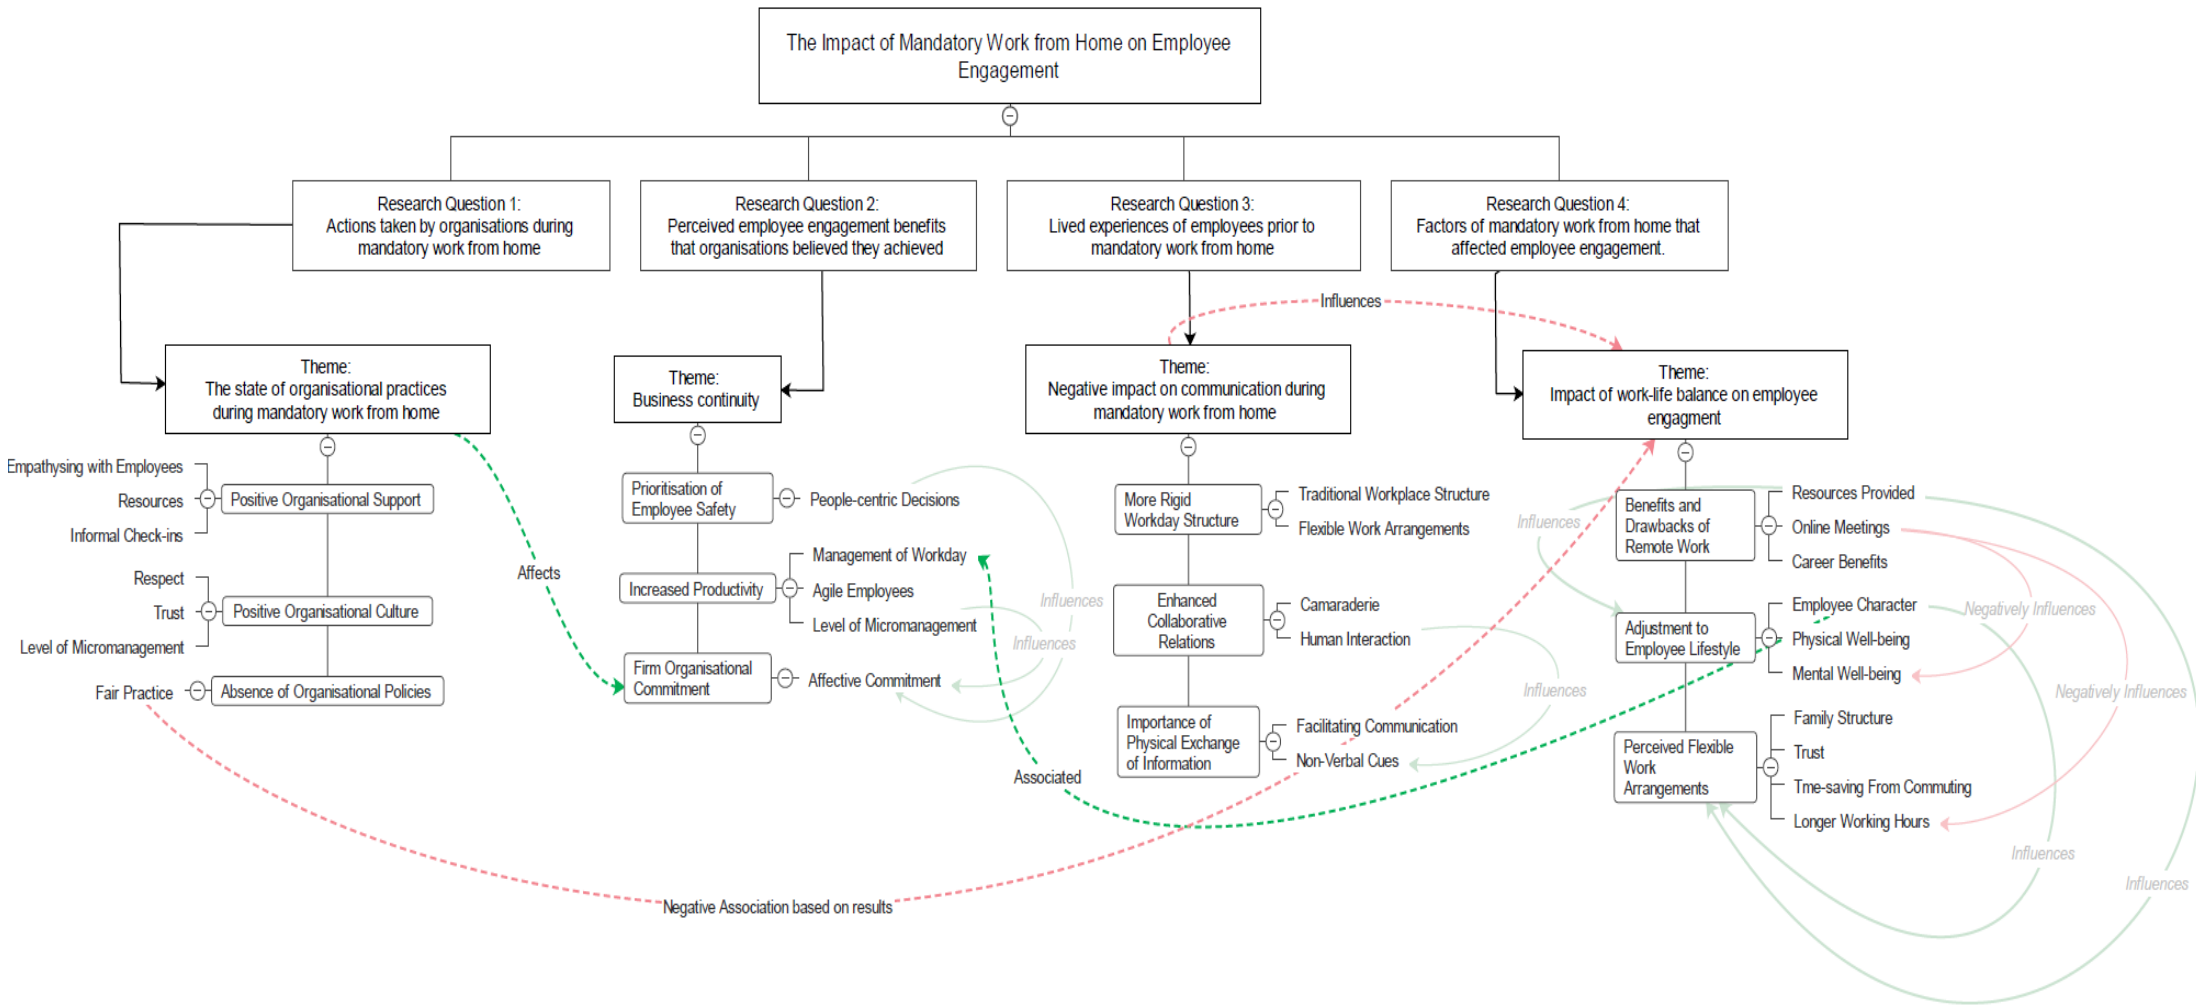 The Impact of Mandatory Work from Home on Employee
Engagement
Research Question 1:
Actions taken by organisations during
mandatory work from home
Research Question 2:
Perceived employee engagement benefits
that organisations believed they achieved
Research Question 3:
Lived experiences of employees prior to
mandatory work from home
Research Question 4:
Factors of mandatory work from home that
affected employee engagement.
Influences
Theme:
The state of organisational practices
during mandatory work from home
Theme:
Business continuity
Theme:
Negative impact on communication during
mandatory work from home
Theme:
Impact of work-life balance on employee
engagment
Empathysing with Employees
Resources
Informal Check-ins
Positive Organisational Support
Respect
Trust
Level of Micromanagement
Positive Organisational Culture
Fair Practice
Absence of Organisational Policies
Affects
Prioritisation of
Employee Safety
People-centric Decisions
Increased Productivity
Management of Workday
Agile Employees
Level of Micromanagement
Firm Organisational
Commitment
Affective Commitment
Influences
Influences
Associated
Negative Association based on results
More Rigid
Workday Structure
Traditional Workplace Structure
Flexible Work Arrangements
Enhanced
Collaborative
Relations
Camaraderie
Human Interaction
Importance of
Physical Exchange
of Information
Facilitating Communication
Non-Verbal Cues
Influences
Influences
Benefits and
Drawbacks of
Remote Work
Resources Provided
Online Meetings
Career Benefits
Adjustment to
Employee Lifestyle
Employee Character
Physical Well-being
Mental Well-being
Perceived Flexible
Work
Arrangements
Family Structure
Trust
Tme-saving From Commuting
Longer Working Hours
Negatively Influences
Negatively Influences
Influences
Influences